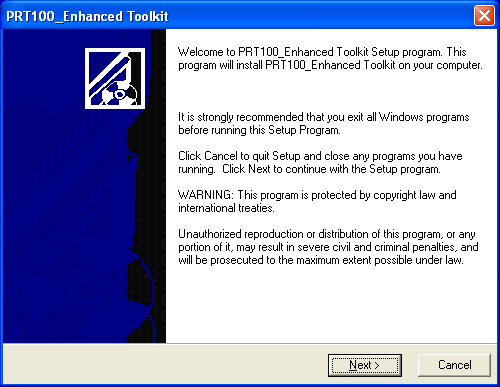 PRT100_Enhanced Toolkit
Welcome to PRT100_Enhanced Toolkit Setup program. This
program will install PRT100_Enhanced Toolkit on your computer.
It is strongly recommended that you exit all Windows programs
before running this Setup Program.
Click Cancel to quit Setup and close any programs you have
running. Click Next to continue with the Setup program.
WARNING: This program is protected by copyright law and
international treaties.
Unauthorized reproduction or distribution of this program, or any
portion of it, may result in severe civil and criminal penalties, and
will be prosecuted to the maximum extent possible under law.
Next >
Cancel